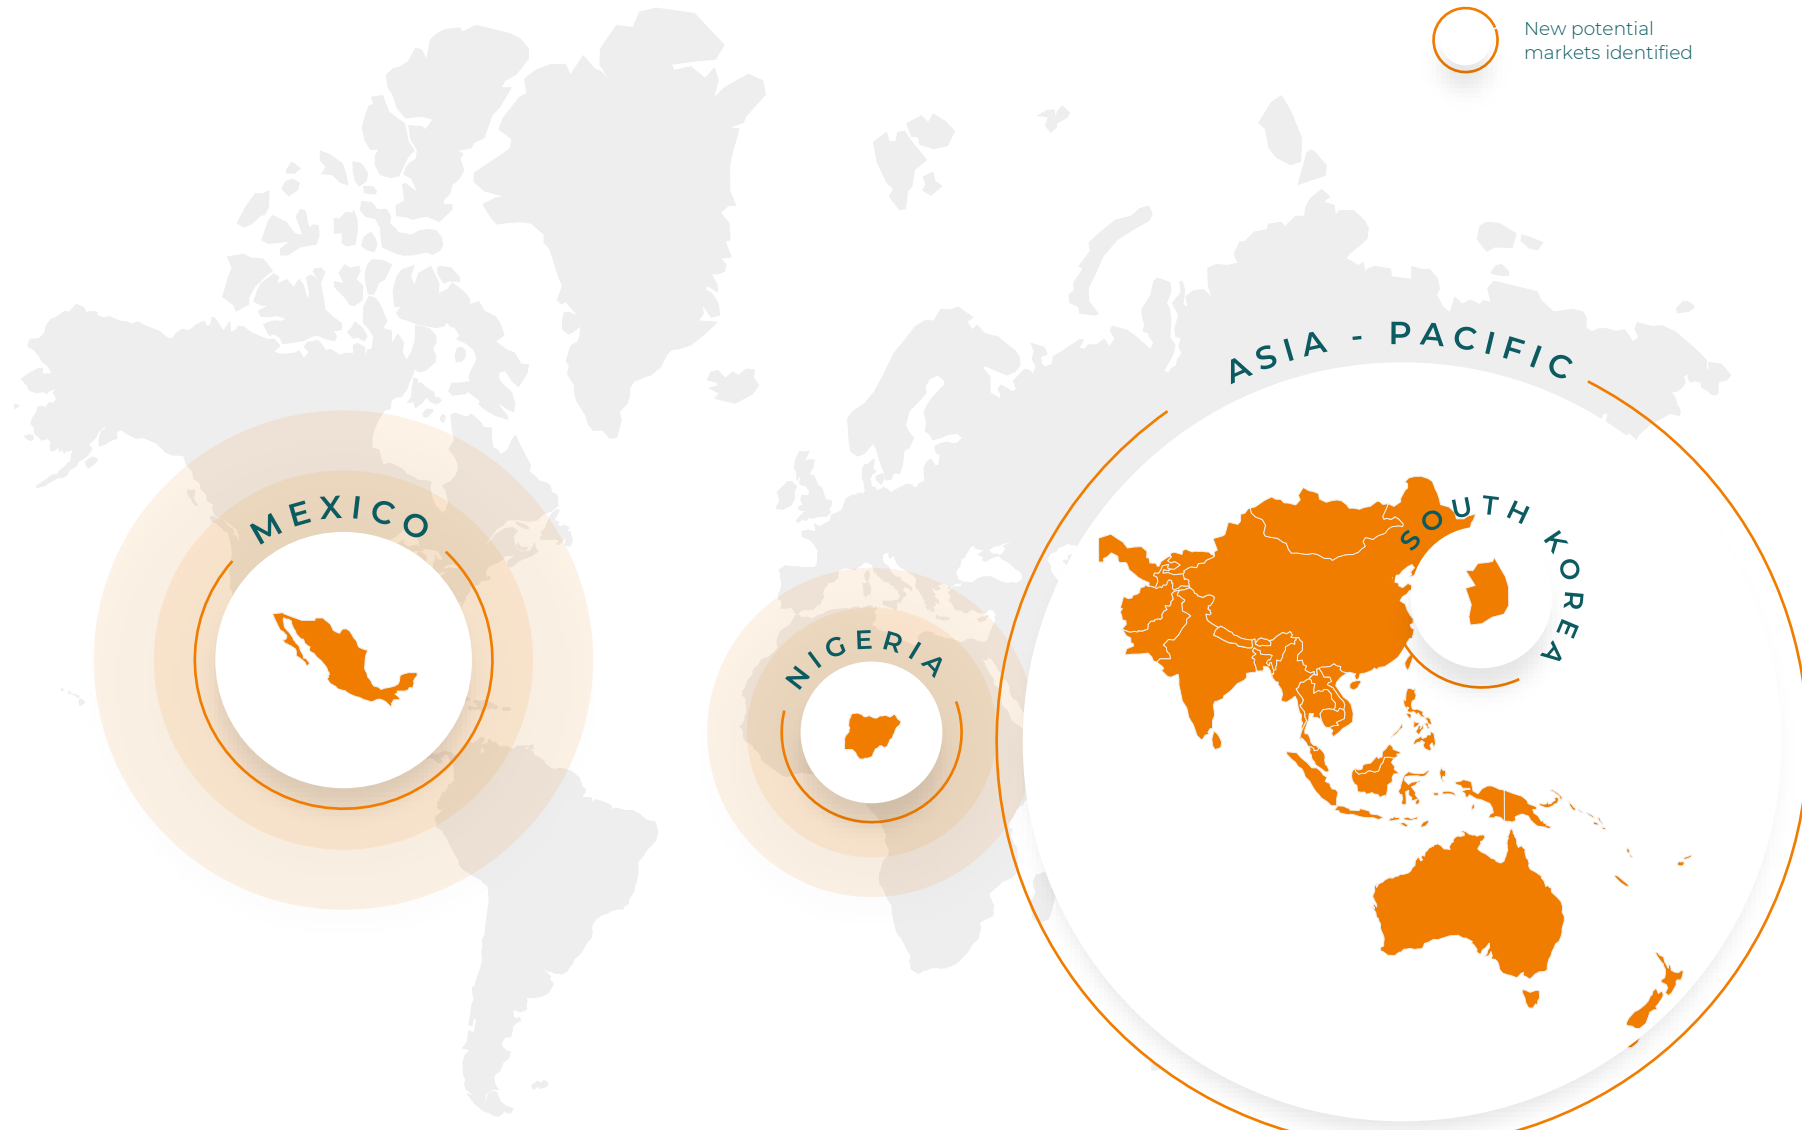 New potential
markets identified
ASIA - PACIFIC
MEXICO
SOUTH KOREA
NIGERIA